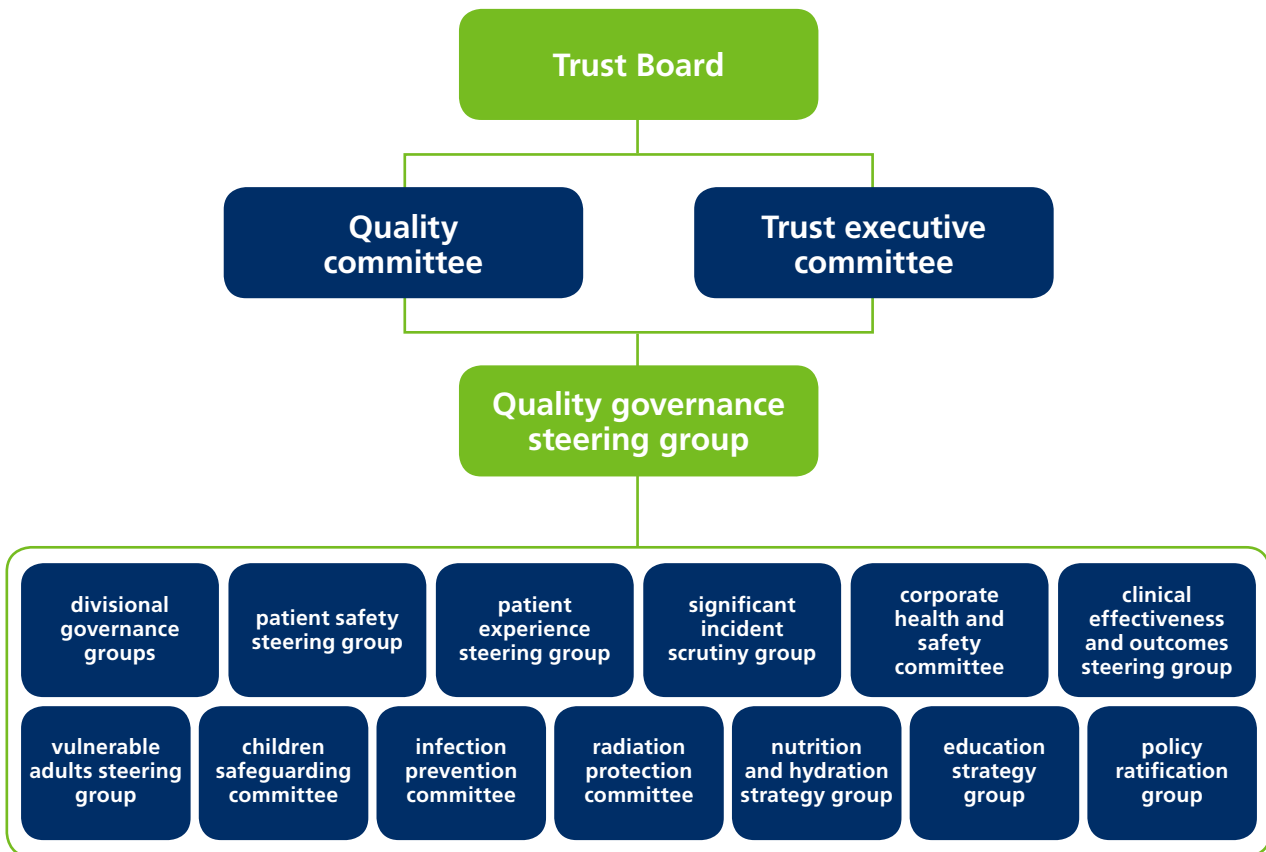 Trust Board
Quality
committee
Trust executive
committee
Quality governance
steering group
divisional
governance
groups
patient safety
steering group
patient
experience
steering group
significant
incident
scrutiny group
corporate
health and
safety
committee
clinical
effectiveness
and outcomes
steering group
vulnerable
adults steering
group
children
safeguarding
committee
infection
prevention
committee
radiation
protection
committee
nutrition
and hydration
strategy group
education
strategy
group
policy
ratification
group